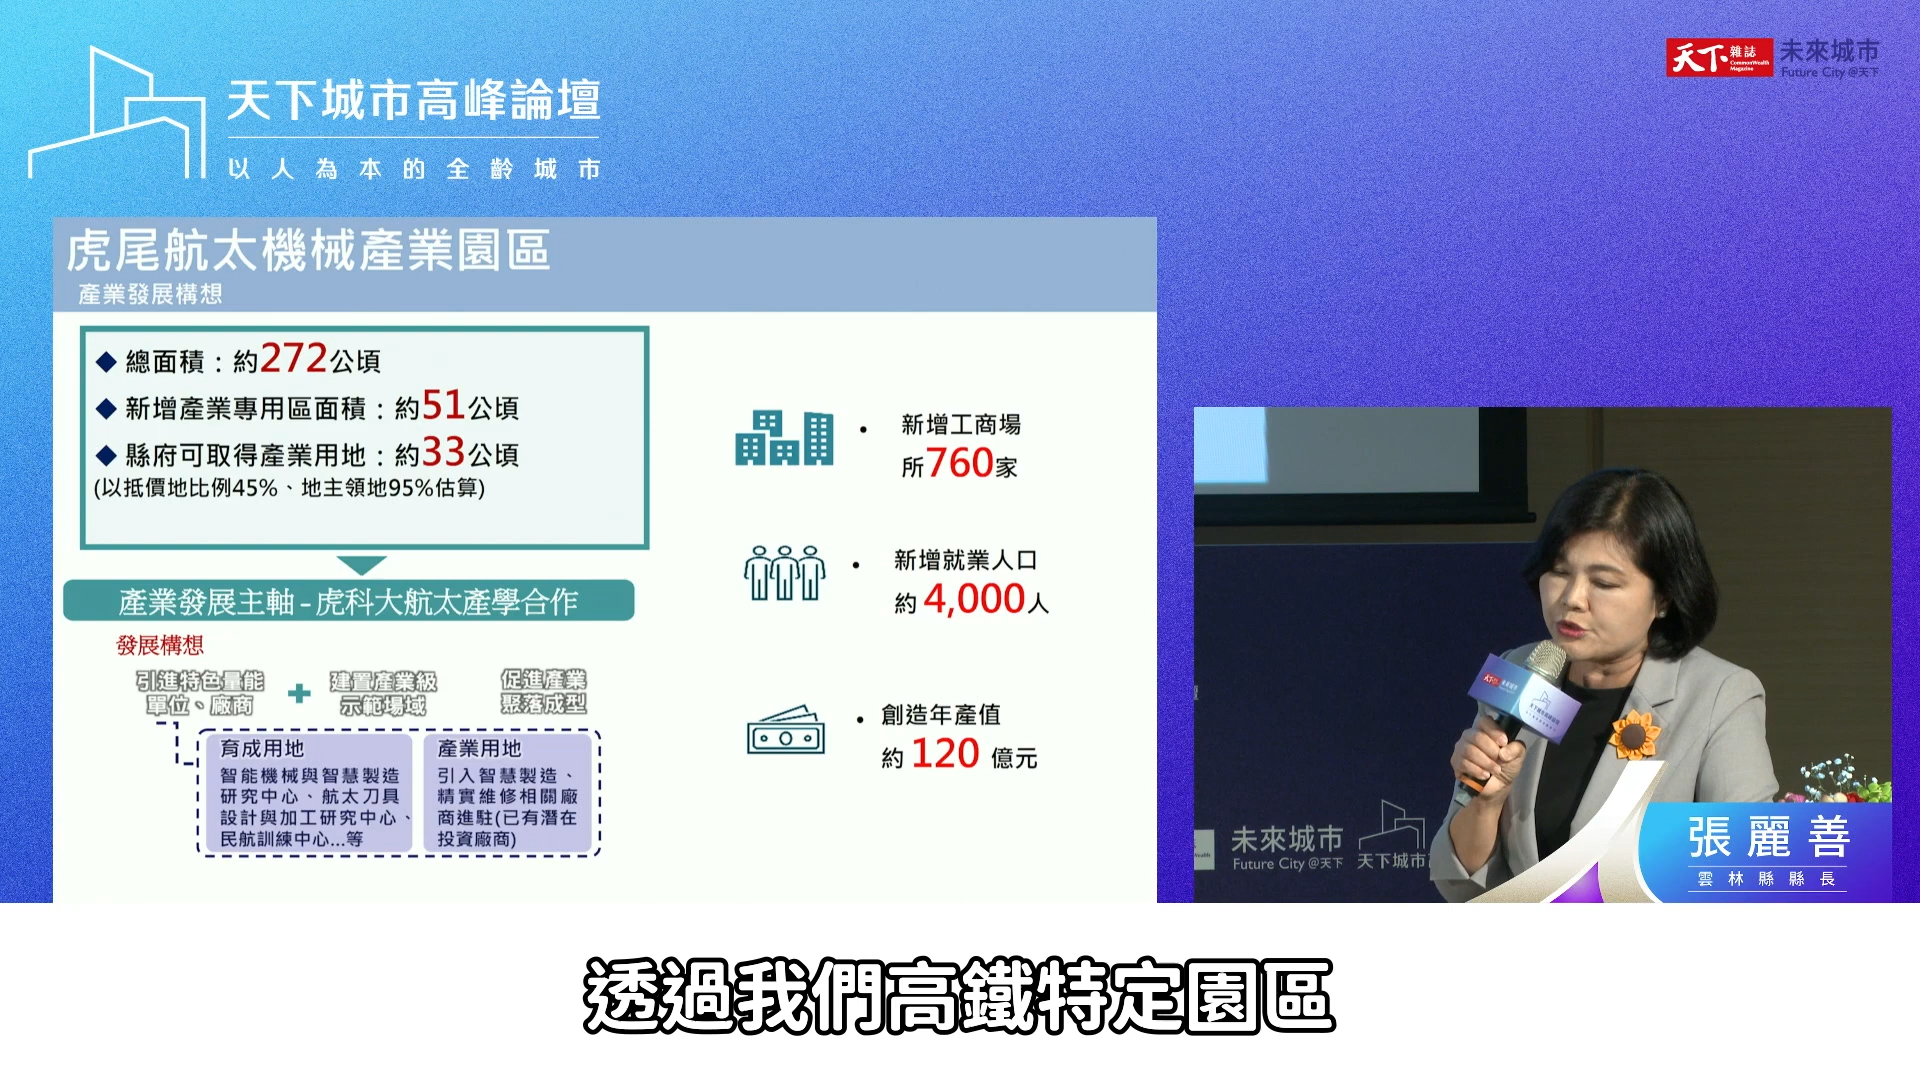 天下城市高峰論壇
以人為本的全齡城市
天下雜誌
CommonWealth Magazine
未來城市
Future City @天下
虎尾航太機械產業園區
產業發展構想
◆ 總面積：約272公頃
◆ 新增產業專用區面積：約51公頃
◆ 縣府可取得產業用地：約33公頃
(以抵價地比例45%、地主領地95%估算)
產業發展主軸-虎科大航太產學合作
發展構想
引進特色量能
單位、廠商
+
建置產業級
示範場域
促進產業
聚落成型
育成用地
智能機械與智慧製造
研究中心、航太刀具
設計與加工研究中心、
民航訓練中心...等
產業用地
引入智慧製造、
精實維修相關廠
商進駐(已有潛在
投資廠商)
• 新增工商場
所760家
• 新增就業人口
約 4,000人
• 創造年產值
約 120 億元
未來城市
Future City @天下
天下城市
張麗善
雲林縣縣長
透過我們高鐵特定園區